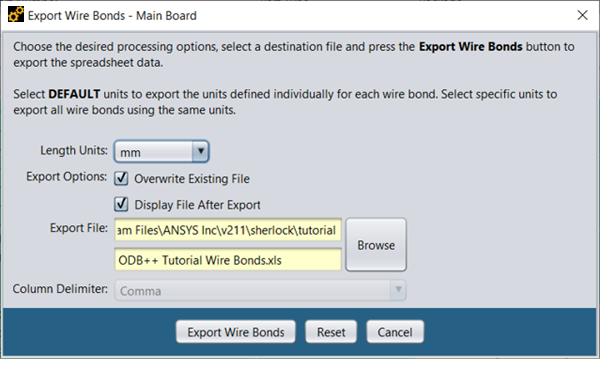 Export Wire Bonds - Main Board
Choose the desired processing options, select a destination file and press the Export Wire Bonds button to
export the spreadsheet data.
Select DEFAULT units to export the units defined individually for each wire bond. Select specific units to
export all wire bonds using the same units.
Length Units: mm
Export Options: Overwrite Existing File
Display File After Export
Export File: am Files\ANSYS Inc\v211\sherlock\tutorial
Browse
ODB++ Tutorial Wire Bonds.xls
Column Delimiter: Comma
Export Wire Bonds Reset Cancel